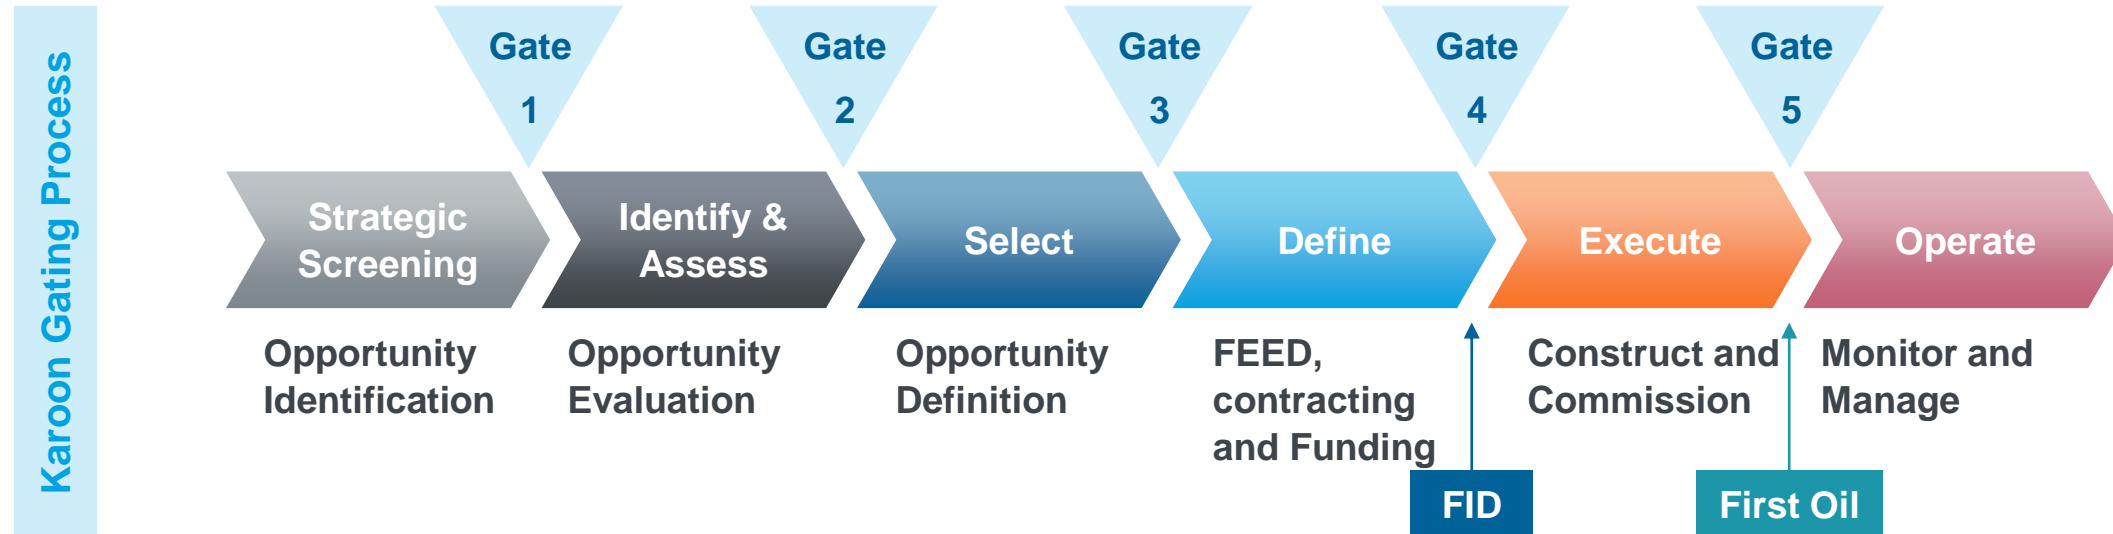 Karoon Gating Process
Gate
1
Gate
2
Gate
3
Gate
4
Gate
5
Strategic
Screening
Identify &
Assess
Select
Define
Execute
Operate
Opportunity
Identification
Opportunity
Evaluation
Opportunity
Definition
FEED,
contracting
and Funding
Construct and
Commission
Monitor and
Manage
FID
First Oil